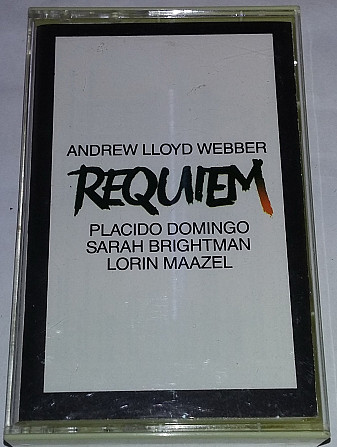 ANDREW LLOYD WEBBER
REQUIEM
PLACIDO DOMINGO
SARAH BRIGHTMAN
LORIN MAAZEL